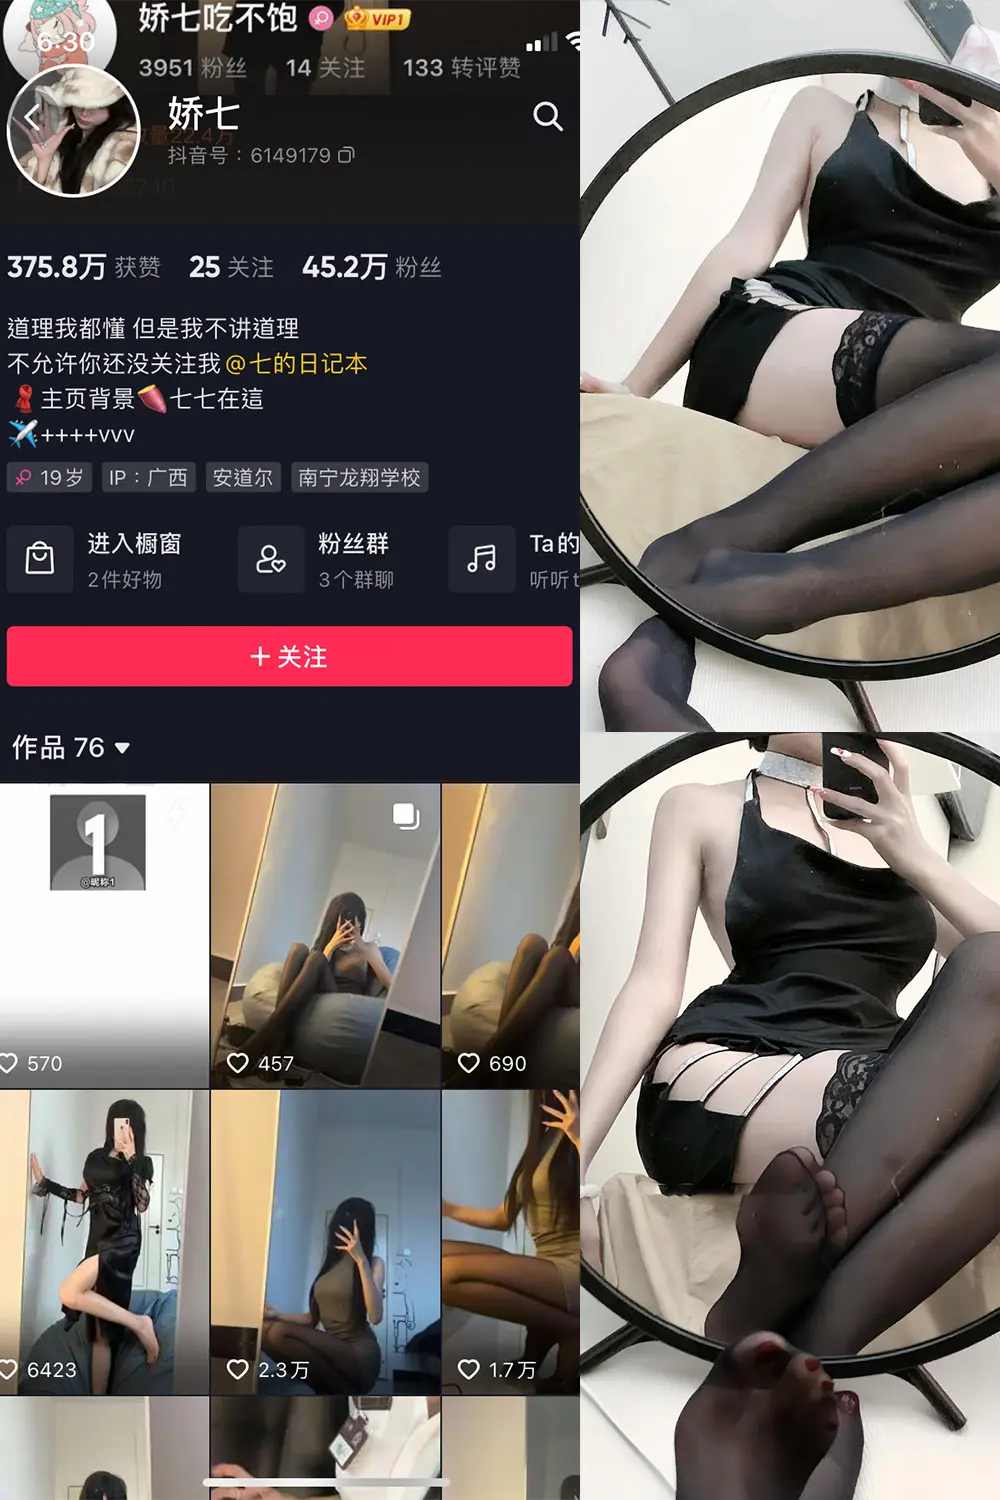 娇七吃不饱 VIP1
6:30
3951 粉丝 14 关注 133 转评赞
娇七
抖音号：6149179
375.8万 获赞 25 关注 45.2万 粉丝
道理我都懂 但是我不讲道理
不允许你还没关注我 @七的日记本
主页背景 七七在這
++++vvv
19岁 IP：广西 安道尔 南宁龙翔学校
进入橱窗 粉丝群 Ta的
2件好物 3个群聊 听听t
+ 关注
作品 76
1
@昵称1
570 457 690
6423 2.3万 1.7万